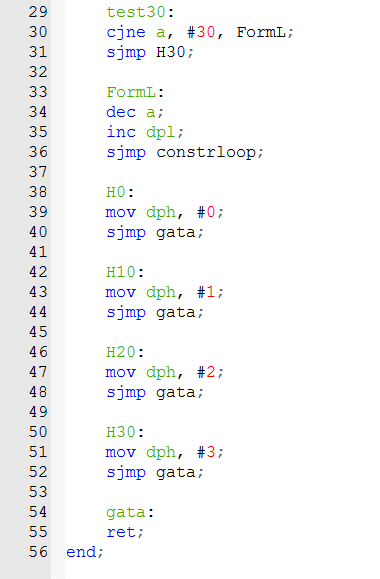 29 test30:
30 cjne a, #30, FormL;
31 sjmp H30;
32
33 FormL:
34 dec a;
35 inc dpl;
36 sjmp constrloop;
37
38 H0:
39 mov dph, #0;
40 sjmp gata;
41
42 H10:
43 mov dph, #1;
44 sjmp gata;
45
46 H20:
47 mov dph, #2;
48 sjmp gata;
49
50 H30:
51 mov dph, #3;
52 sjmp gata;
53
54 gata:
55 ret;
56 end;